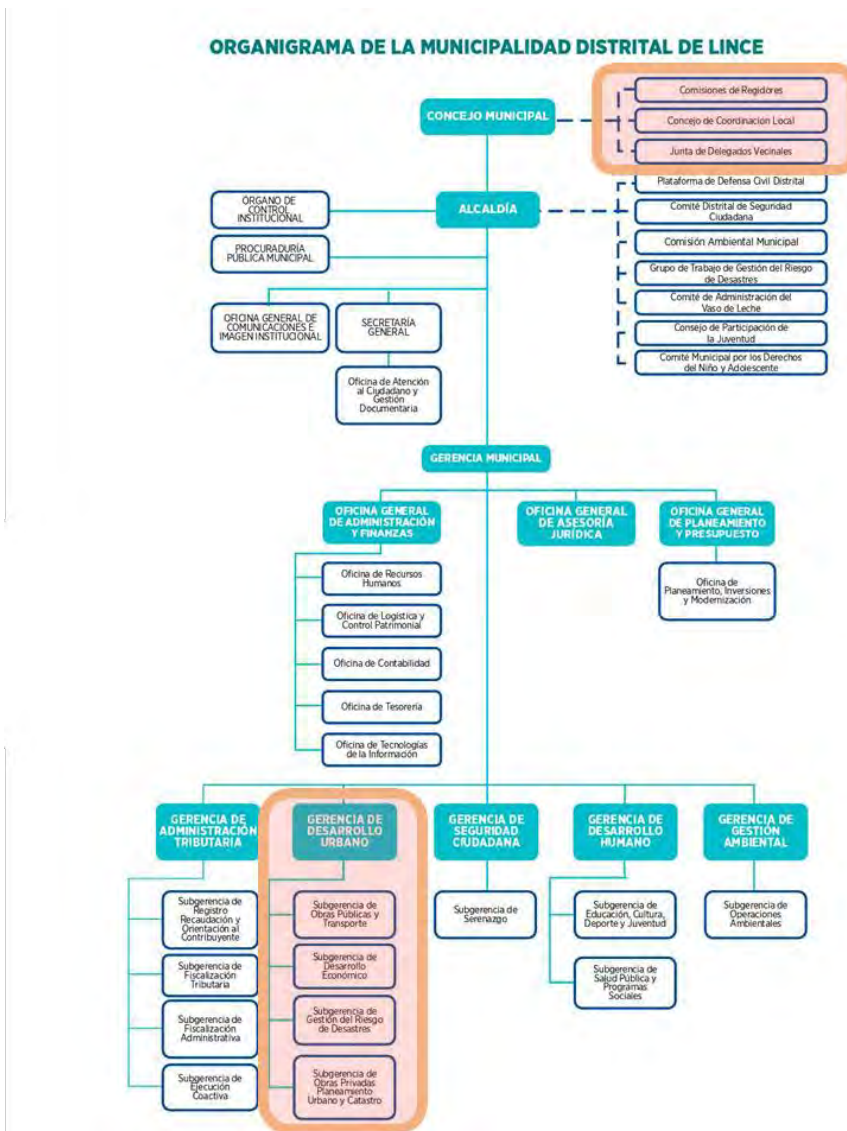 ORGANIGRAMA DE LA MUNICIPALIDAD DISTRITAL DE LINCE
CONCEJO MUNICIPAL
Comisiones de Regidores
Concejo de Coordinación Local
Junta de Delegados Vecinales
ALCALDÍA
Plataforma de Defensa Civil Distrital
Comité Distrital de Seguridad
Ciudadana
Comisión Ambiental Municipal
Grupo de Trabajo de Gestión del Riesgo
de Desastres
Comité de Administración del
Vaso de Leche
Consejo de Participación de
la Juventud
Comité Municipal por los Derechos
del Niño y Adolescente
ÓRGANO DE
CONTROL
INSTITUCIONAL
PROCURADURÍA
PÚBLICA MUNICIPAL
OFICINA GENERAL DE
COMUNICACIONES E
IMAGEN INSTITUCIONAL
SECRETARÍA
GENERAL
Oficina de Atención
al Ciudadano y
Gestión
Documentaria
GERENCIA MUNICIPAL
OFICINA GENERAL
DE ADMINISTRACIÓN
Y FINANZAS
OFICINA GENERAL
DE ASESORÍA
JURÍDICA
OFICINA GENERAL
DE PLANEAMIENTO
Y PRESUPUESTO
Oficina de Recursos
Humanos
Oficina de Logística y
Control Patrimonial
Oficina de Contabilidad
Oficina de Tesorería
Oficina de Tecnologías
de la Información
Oficina de
Planeamiento, Inversiones
y Modernización
GERENCIA DE
ADMINISTRACIÓN
TRIBUTARIA
Subgerencia de
Registro
Recaudación y
Orientación al
Contribuyente
Subgerencia de
Fiscalización
Tributaria
Subgerencia de
Fiscalización
Administrativa
Subgerencia de
Ejecución
Coactiva
GERENCIA DE
DESARROLLO
URBANO
Subgerencia de
Obras Públicas y
Transporte
Subgerencia de
Desarrollo
Económico
Subgerencia de
Gestión del Riesgo
de Desastres
Subgerencia de
Obras Privadas
Planeamiento
Urbano y Catastro
GERENCIA DE
SEGURIDAD
CIUDADANA
Subgerencia de
Serenazgo
GERENCIA DE
DESARROLLO
HUMANO
Subgerencia de
Educación, Cultura,
Deporte y Juventud
Subgerencia de
Salud Pública y
Programas
Sociales
GERENCIA DE
GESTIÓN
AMBIENTAL
Subgerencia de
Operaciones
Ambientales